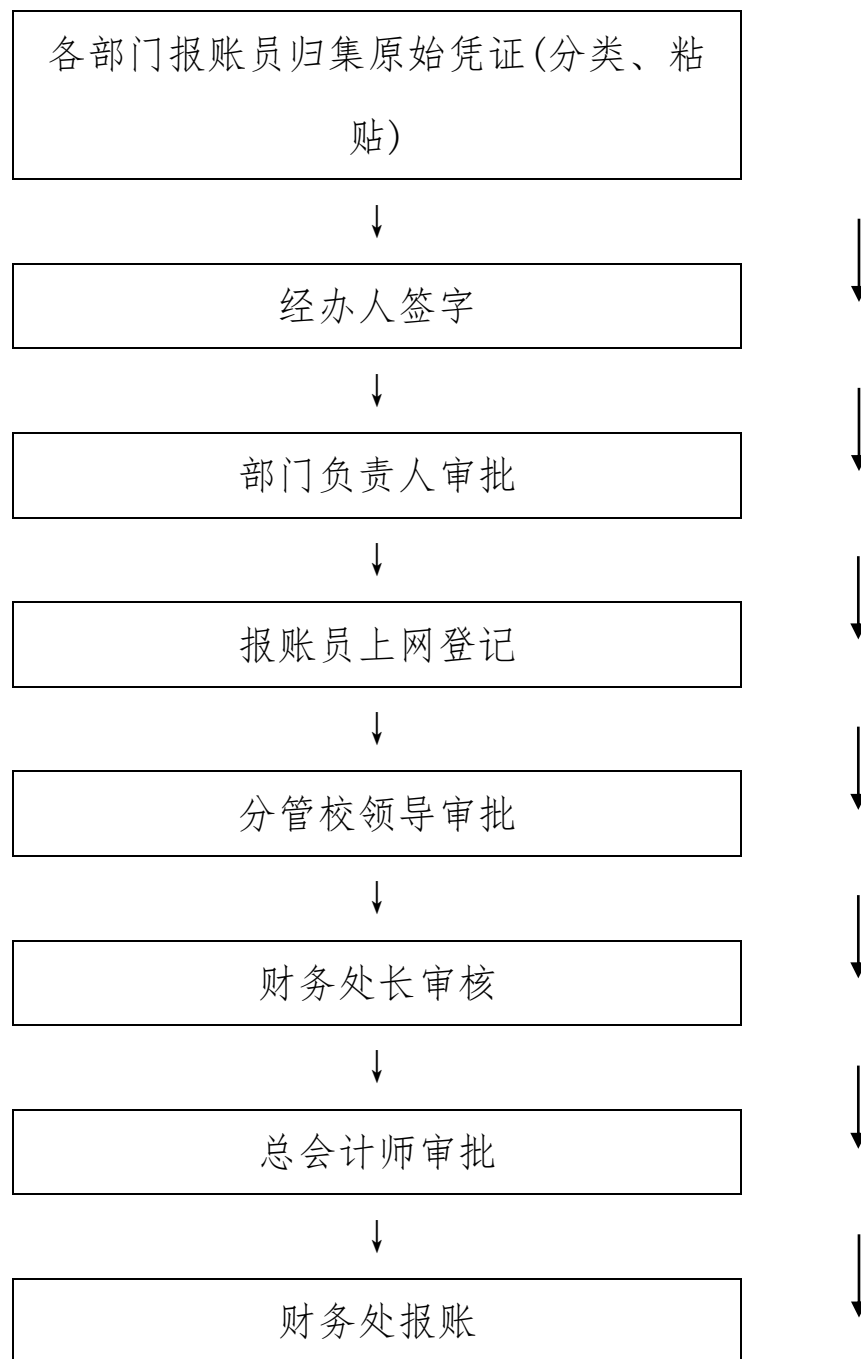 各部门报账员归集原始凭证(分类、粘
贴)
↓
经办人签字
↓
部门负责人审批
↓
报账员上网登记
↓
分管校领导审批
↓
财务处长审核
↓
总会计师审批
↓
财务处报账